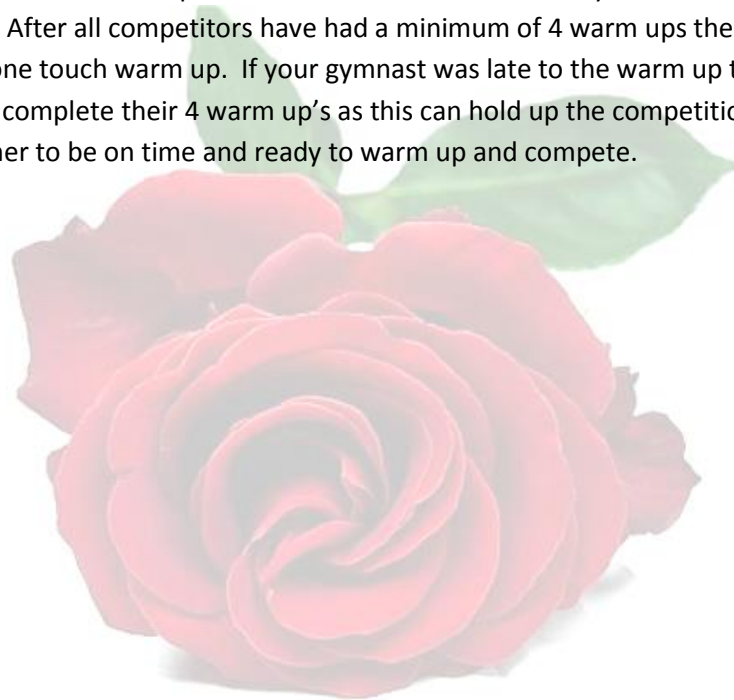 After all competitors have had a minimum of 4 warm ups the
one touch warm up. If your gymnast was late to the warm up
complete their 4 warm up's as this can hold up the
to be on time and ready to warm up and compete.